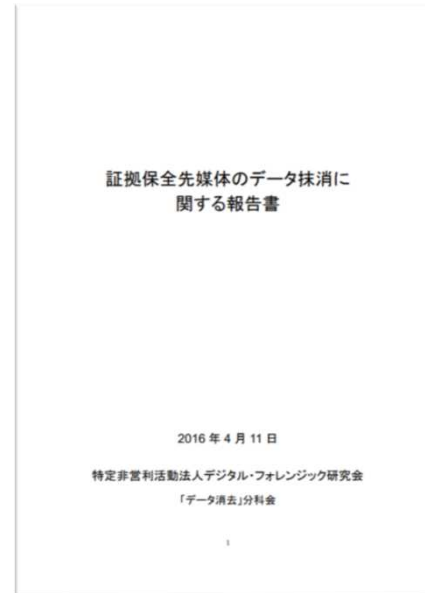 証拠保全先媒体のデータ抹消に
関する報告書
2016 年 4 月 11 日
特定非営利活動法人デジタル・フォレンジック研究会
「データ消去」分科会
1